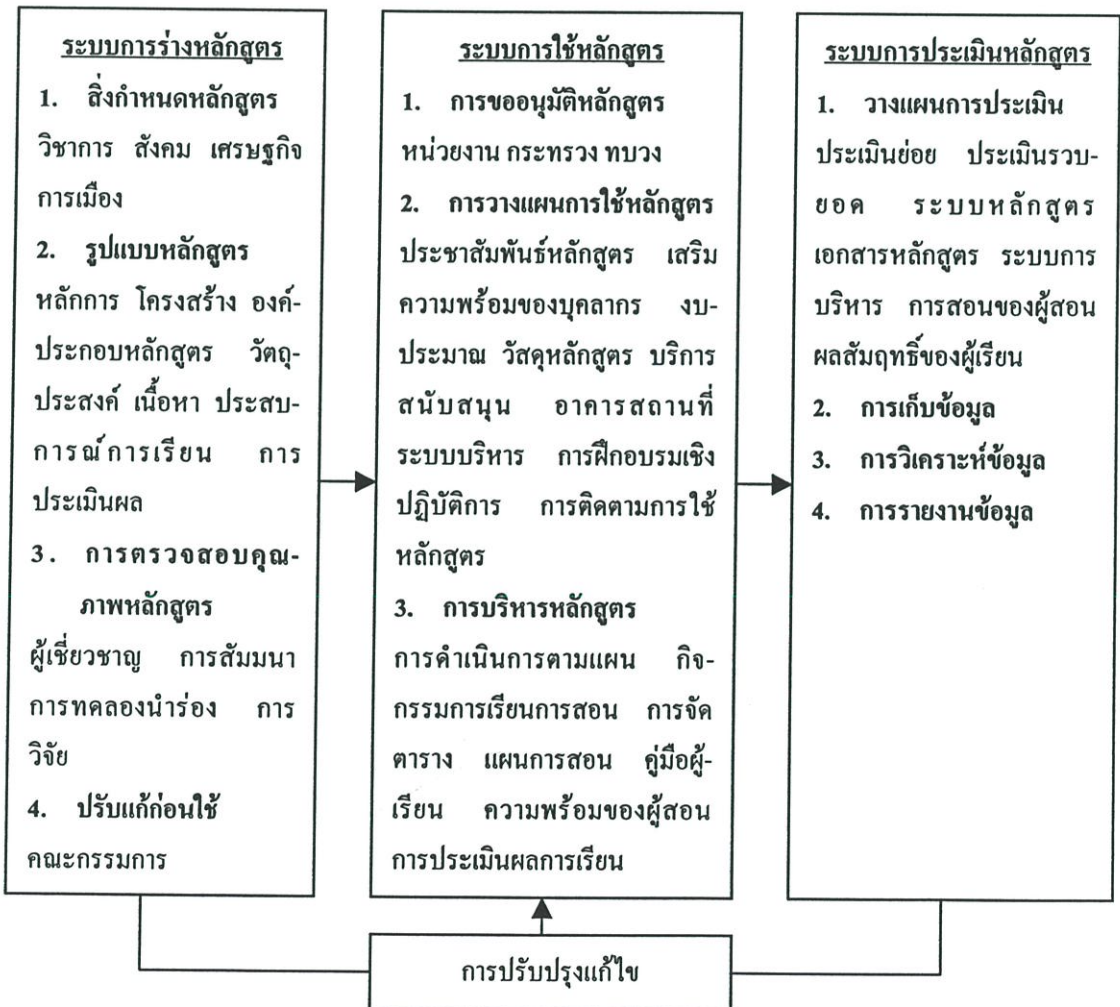 ระบบการร่างหลักสูตร
1. สิ่งกำหนดหลักสูตร
วิชาการ สังคม เศรษฐกิจ
การเมือง
2. รูปแบบหลักสูตร
หลักการ โครงสร้าง องค์-
ประกอบหลักสูตร วัตถุ-
ประสงค์ เนื้อหา ประสบ-
การณ์การเรียน การ
ประเมินผล
3. การตรวจสอบคุณ-
ภาพหลักสูตร
ผู้เชี่ยวชาญ การสัมมนา
การทดลองนำร่อง การ
วิจัย
4. ปรับแก้ก่อนใช้
คณะกรรมการ
ระบบการใช้หลักสูตร
1. การขออนุมัติหลักสูตร
หน่วยงาน กระทรวง ทบวง
2. การวางแผนการใช้หลักสูตร
ประชาสัมพันธ์หลักสูตร เสริม
ความพร้อมของบุคลากร งบ-
ประมาณ วัสดุหลักสูตร บริการ
สนับสนุน อาคารสถานที่
ระบบบริหาร การฝึกอบรมเชิง
ปฏิบัติการ การติดตามการใช้
หลักสูตร
3. การบริหารหลักสูตร
การดำเนินการตามแผน กิจ-
กรรมการเรียนการสอน การจัด
ตาราง แผนการสอน คู่มือผู้-
เรียน ความพร้อมของผู้สอน
การประเมินผลการเรียน
ระบบการประเมินหลักสูตร
1. วางแผนการประเมิน
ประเมินย่อย ประเมินรวบ-
ยอด ระบบหลักสูตร
เอกสารหลักสูตร ระบบการ
บริหาร การสอนของผู้สอน
ผลสัมฤทธิ์ของผู้เรียน
2. การเก็บข้อมูล
3. การวิเคราะห์ข้อมูล
4. การรายงานข้อมูล
การปรับปรุงแก้ไข